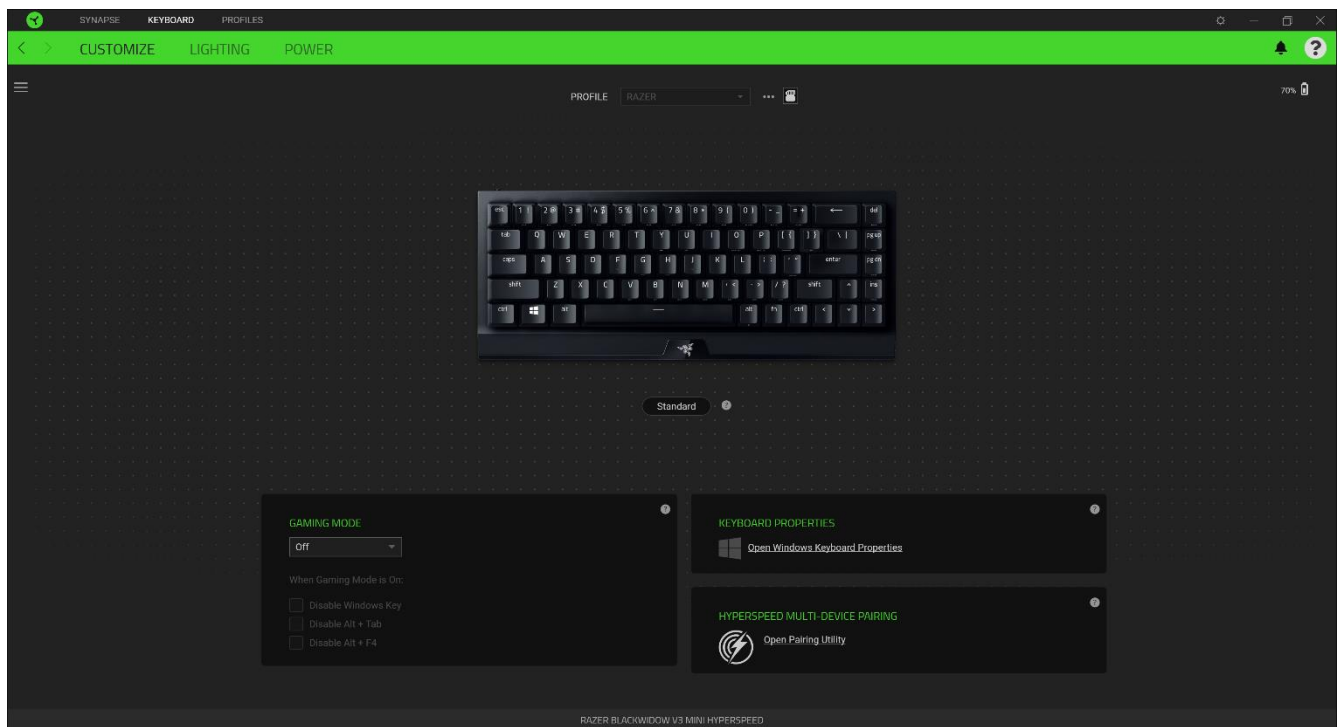 SYNAPSE KEYBOARD PROFILES
CUSTOMIZE LIGHTING POWER
?
PROFILE RAZER ••• 70%
esc 1 ! 2 @ 3 # 4 $ 5 % 6 ^ 7 & 8 * 9 ( 0 ) - _ = + ← del
tab Q W E R T Y U I O P [ { ] } \ | pg up
caps A S D F G H J K L ; : ' " enter pg dn
shift Z X C V B N M , < . > / ? shift ^ ins
ctrl alt alt fn ctrl < >
Standard ?
GAMING MODE ?
Off
When Gaming Mode is On:
Disable Windows Key
Disable Alt + Tab
Disable Alt + F4
KEYBOARD PROPERTIES ?
Open Windows Keyboard Properties
HYPERSPEED MULTI-DEVICE PAIRING ?
Open Pairing Utility
RAZER BLACKWIDOW V3 MINI HYPERSPEED